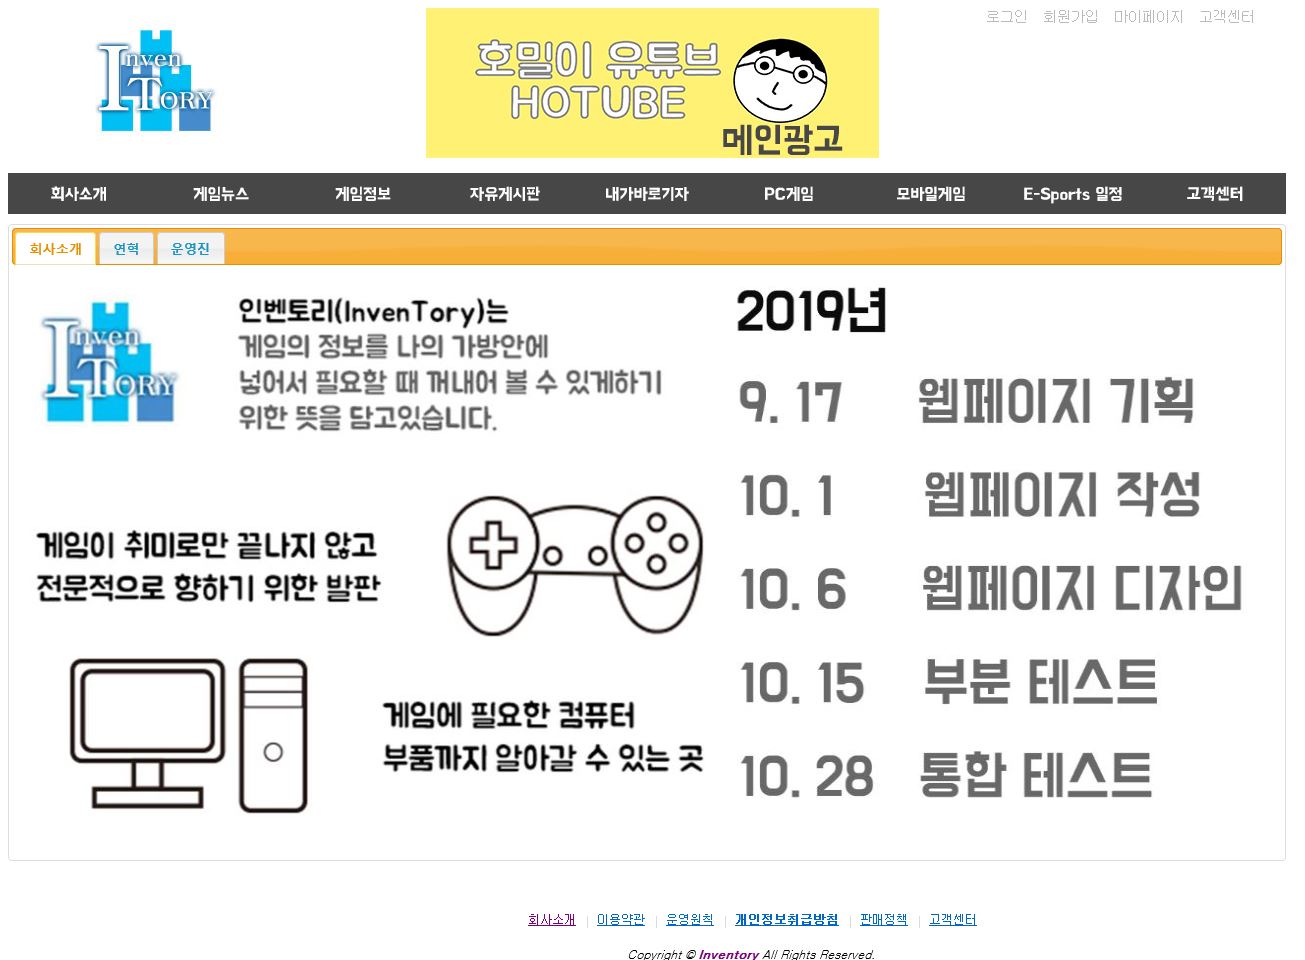 Inven
Tory
호밀이 유튜브
HOTUBE
메인광고
로그인 회원가입 마이페이지 고객센터
회사소개 게임뉴스 게임정보 자유게시판 내가바로기자 PC게임 모바일게임 E-Sports 일정 고객센터
회사소개 연혁 운영진
Inven
Tory
인벤토리(InvenTory)는
게임의 정보를 나의 가방안에
넣어서 필요할 때 꺼내어 볼 수 있게하기
위한 뜻을 담고있습니다.
게임이 취미로만 끝나지 않고
전문적으로 향하기 위한 발판
게임에 필요한 컴퓨터
부품까지 알아갈 수 있는 곳
2019년
9. 17 웹페이지 기획
10. 1 웹페이지 작성
10. 6 웹페이지 디자인
10. 15 부분 테스트
10. 28 통합 테스트
회사소개 | 이용약관 | 운영원칙 | 개인정보취급방침 | 판매정책 | 고객센터
Copyright © Inventory All Rights Reserved.